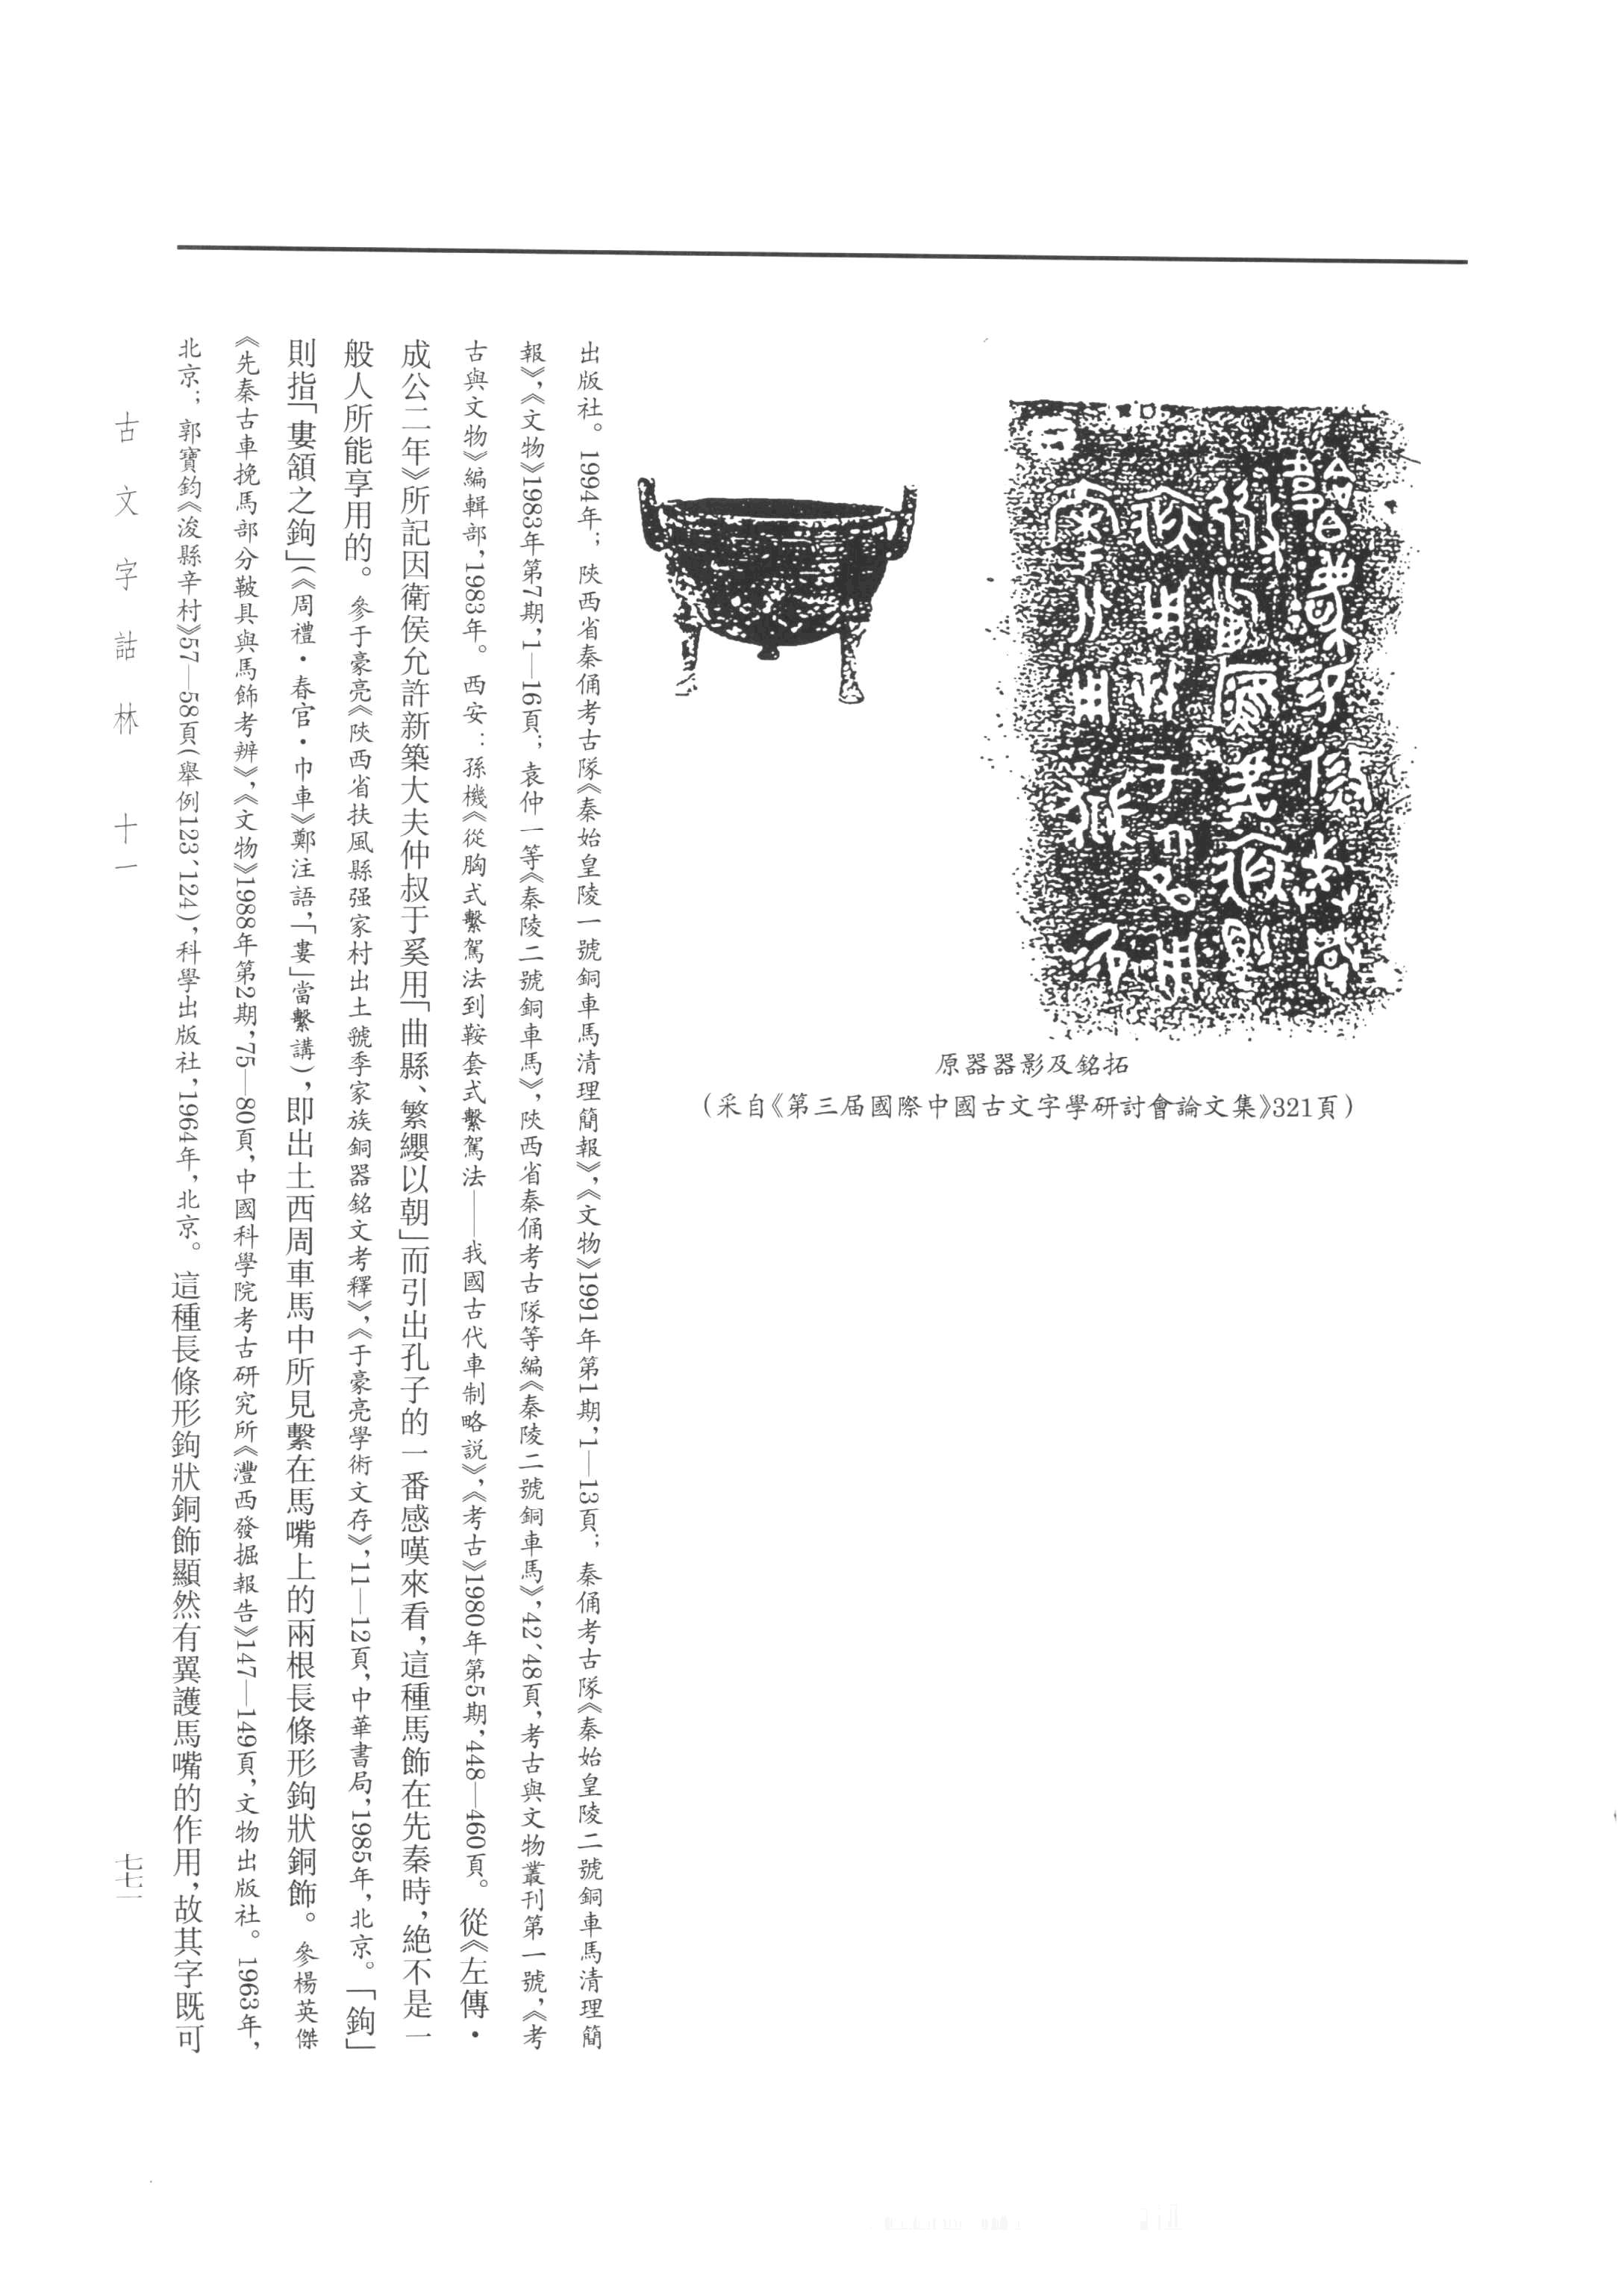 原器器影及銘拓
(采自《第三届國際中國古文字學研討會論文集》321頁)
出版社。1994年；陝西省秦俑考古隊《秦始皇陵一號銅車馬清理簡報》，《文物》1991年第1期，1—13頁；秦俑考古隊《秦始皇陵二號銅車馬清理簡
報》，《文物》1983年第7期，1—16頁；袁仲一等《秦陵二號銅車馬》，陝西省秦俑考古隊等編《秦陵二號銅車馬》，42、48頁，考古與文物叢刊第一號，《考
古與文物》編輯部，1983年。西安：孫機《從胸式繫駕法到鞍套式繫駕法——我國古代車制略説》，《考古》1980年第5期，448—460頁。從《左傳·
成公二年》所記因衛侯允許新築大夫仲叔于奚用「曲縣、繁纓以朝」而引出孔子的一番感嘆來看，這種馬飾在先秦時，絶不是一
般人所能享用的。參于豪亮《陝西省扶風縣强家村出土虢季家族銅器銘文考釋》，《于豪亮學術文存》，11—12頁，中華書局，1985年，北京。「鉤」
則指「婁頷之鉤」(《周禮·春官·巾車》鄭注語，「婁」當繫講)，即出土西周車馬中所見繫在馬嘴上的兩根長條形鉤狀銅飾。參楊英傑
《先秦古車挽馬部分鞁具與馬飾考辨》，《文物》1988年第2期，75—80頁，中國科學院考古研究所《灃西發掘報告》147—149頁，文物出版社。1963年，
北京；郭寶鈞《浚縣辛村》57—58頁(舉例123、124)，科學出版社，1964年，北京。這種長條形鉤狀銅飾顯然有翼護馬嘴的作用，故其字既可
古文字詁林 十一
七七一